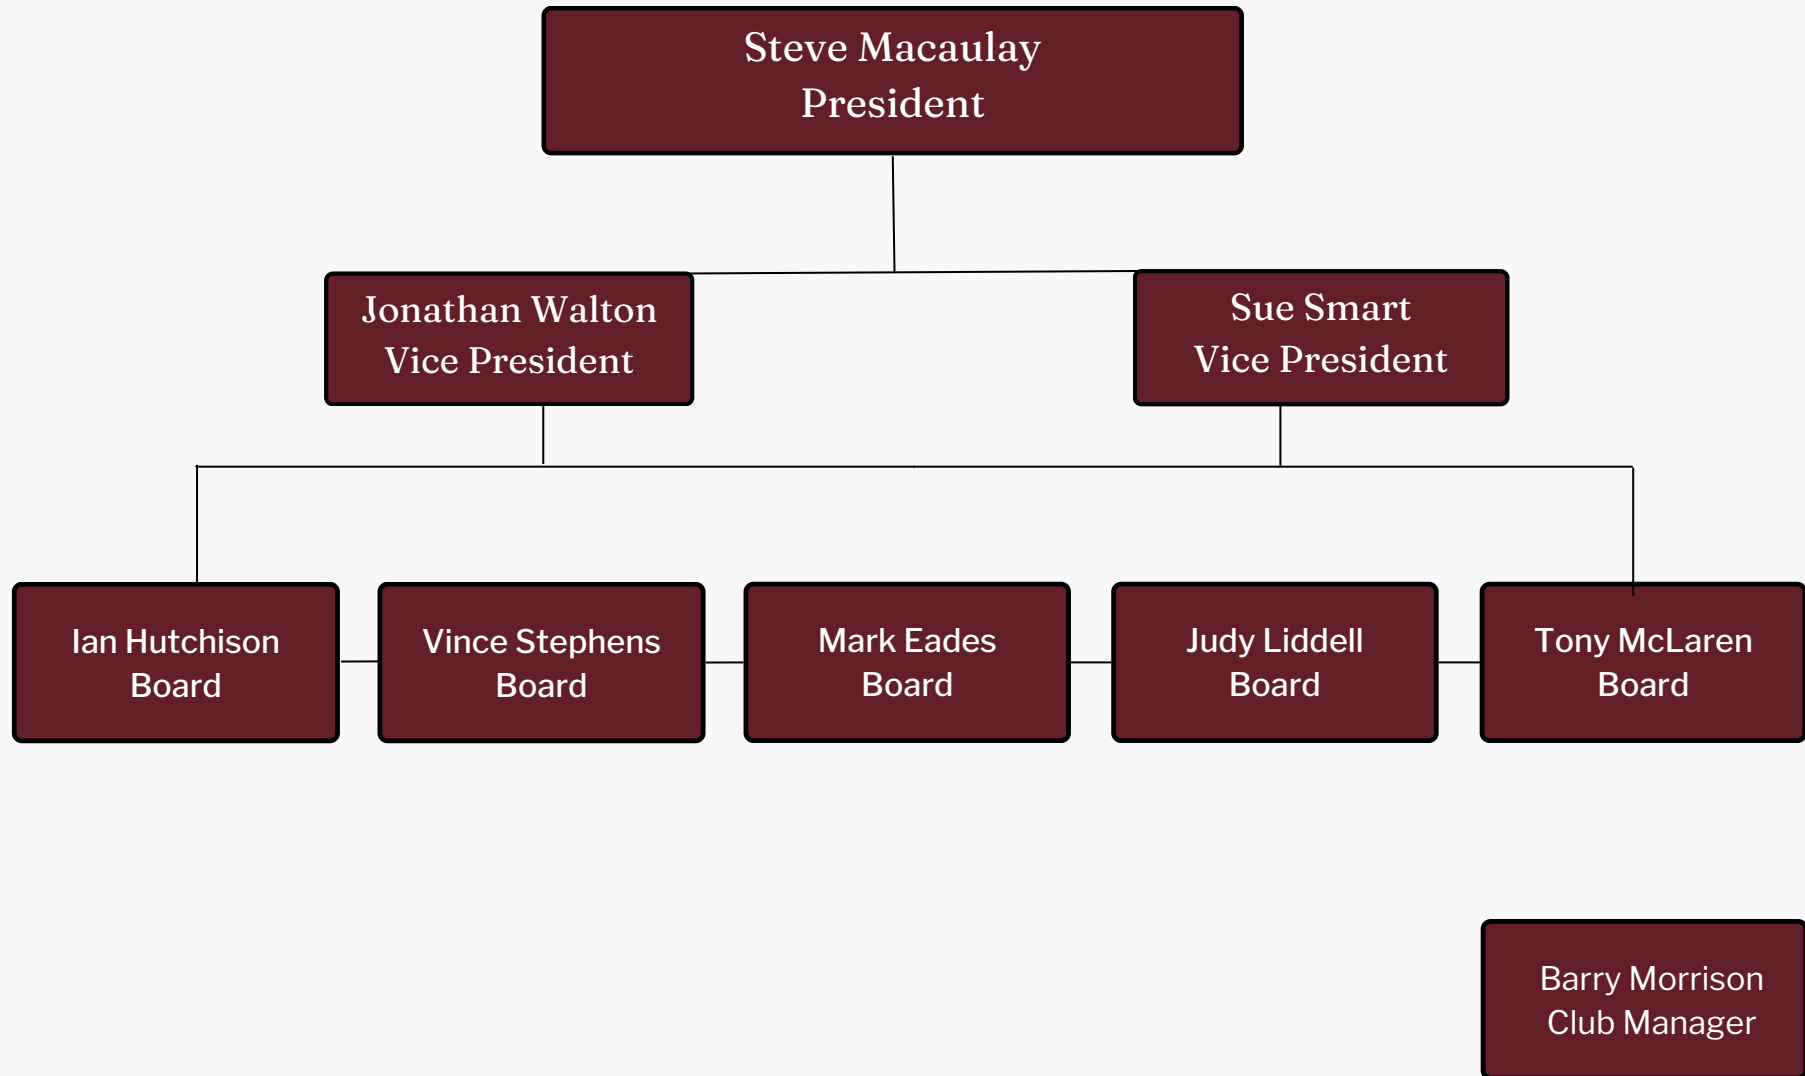 Steve Macaulay
President
Jonathan Walton
Vice President
Sue Smart
Vice President
Ian Hutchison
Board
Vince Stephens
Board
Mark Eades
Board
Judy Liddell
Board
Tony McLaren
Board
Barry Morrison
Club Manager